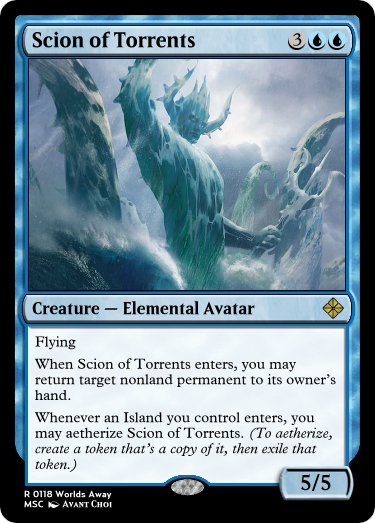 Scion of Torrents 3
Creature — Elemental Avatar
Flying
When Scion of Torrents enters, you may
return target nonland permanent to its owner's
hand.
Whenever an Island you control enters, you
may aetherize Scion of Torrents. (To aetherize,
create a token that's a copy of it, then exile that
token.)
5/5
R 0118 Worlds Away
MSC Avant Choi